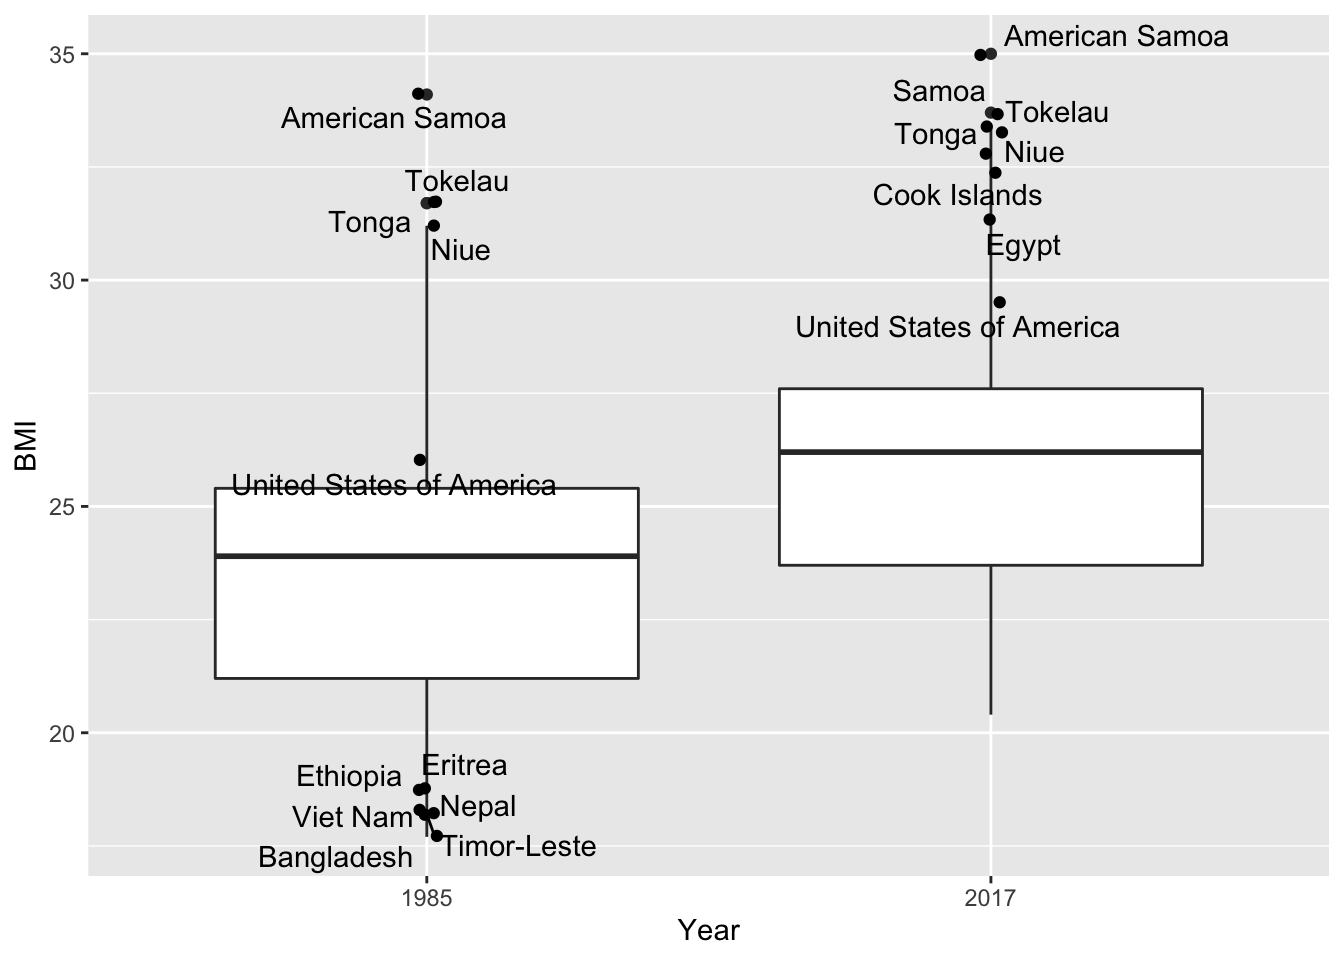 American Samoa
35
Samoa
Tokelau
American Samoa
Tonga
Niue
Tokelau
Cook Islands
Tonga
Egypt
Niue
30
United States of America
BMI
United States of America
25
20
Eritrea
Ethiopia
Nepal
Viet Nam
Timor-Leste
Bangladesh
1985
2017
Year